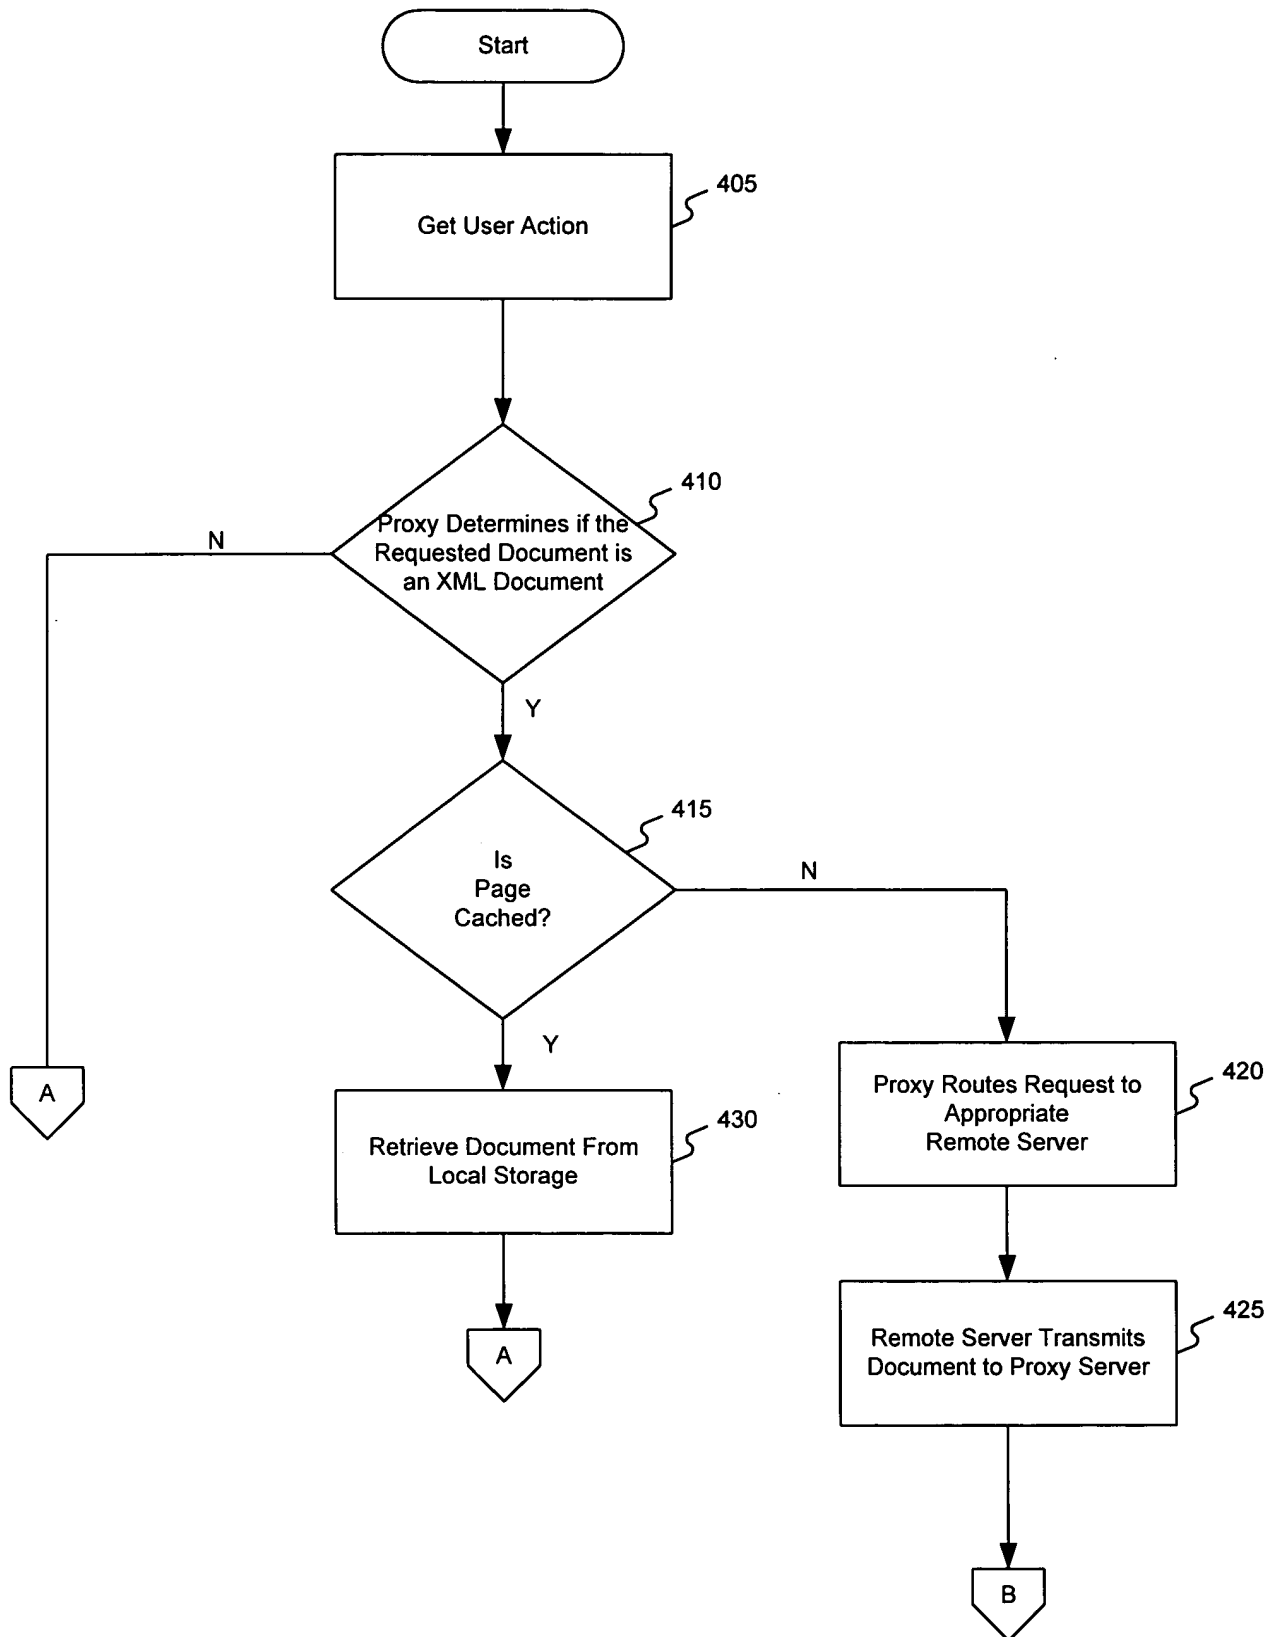 Start
405
Get User Action
410
Proxy Determines if the
Requested Document is
an XML Document
N
Y
415
Is
Page
Cached?
N
Y
A
420
Proxy Routes Request to
Appropriate
Remote Server
430
Retrieve Document From
Local Storage
425
Remote Server Transmits
Document to Proxy Server
A
B